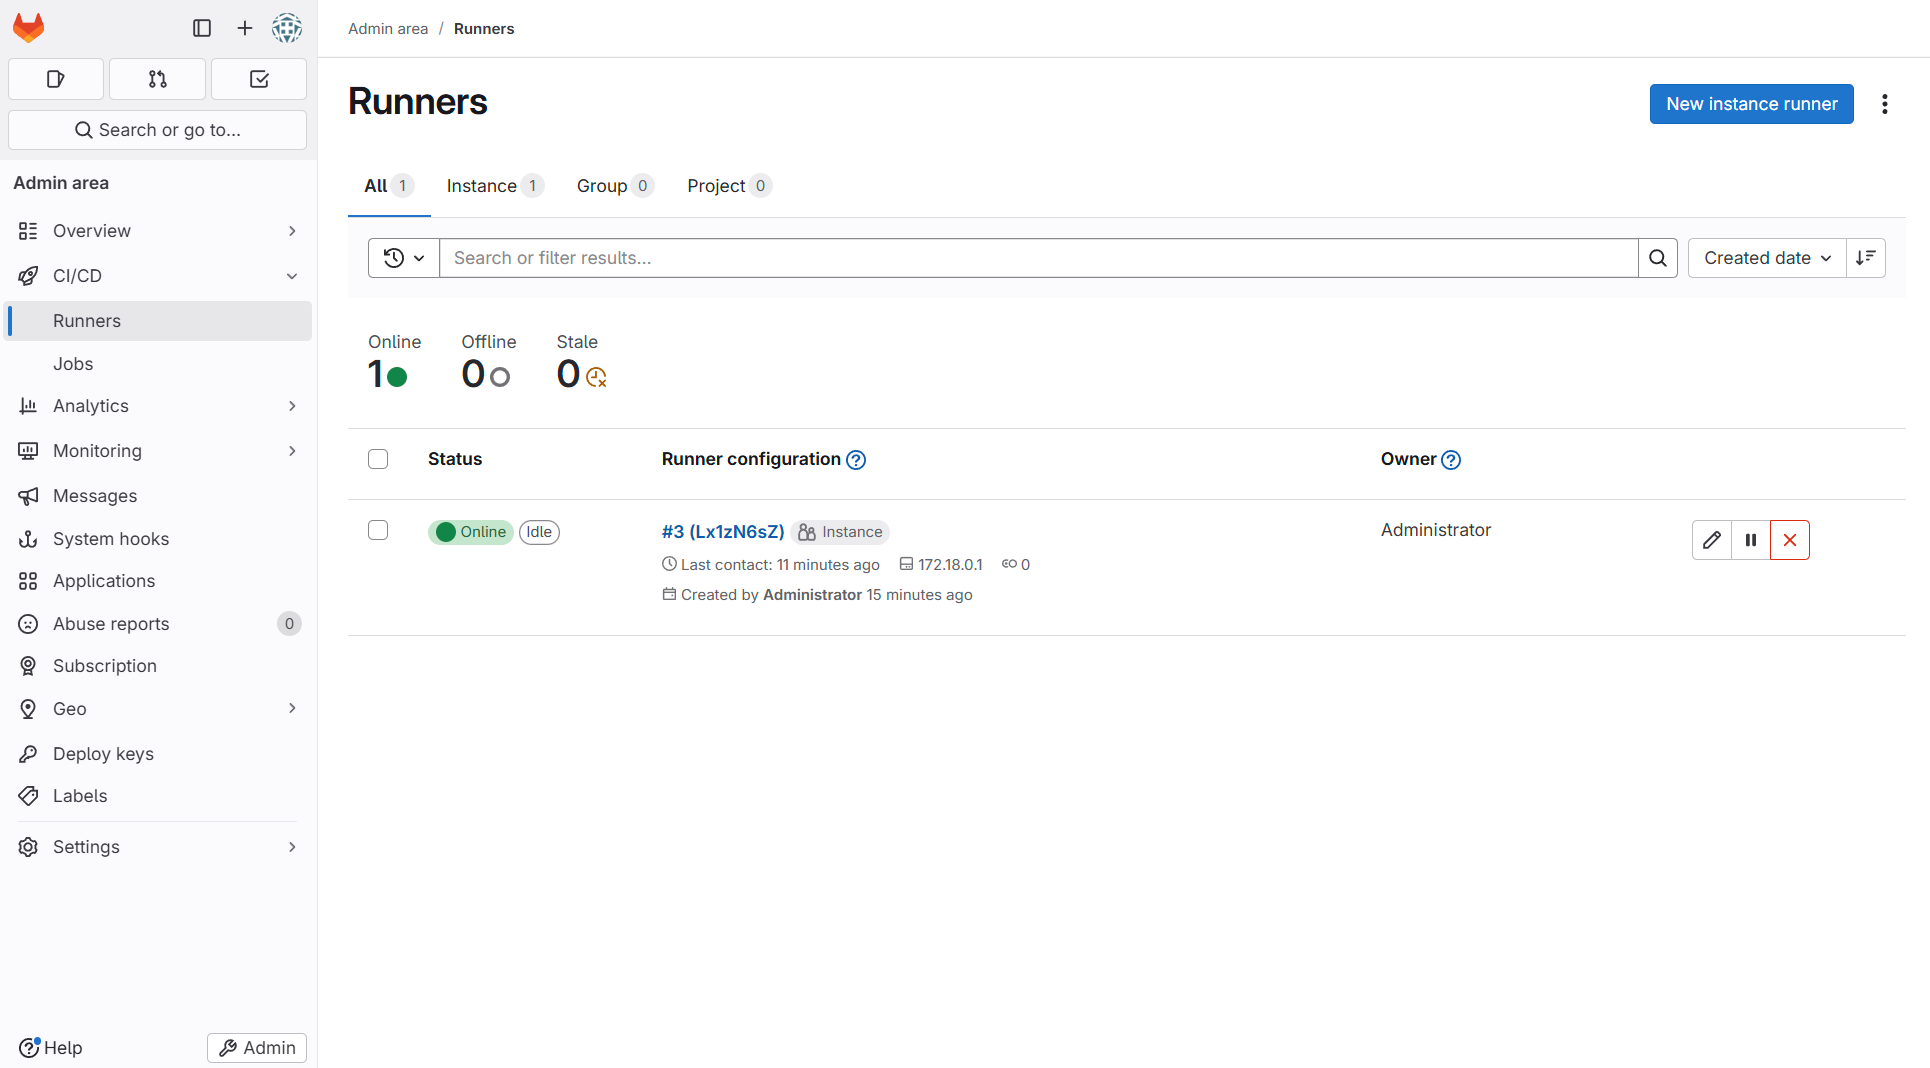 Search or go to...
Admin area
Overview
CI/CD
Runners
Jobs
Analytics
Monitoring
Messages
System hooks
Applications
Abuse reports 0
Subscription
Geo
Deploy keys
Labels
Settings
Help
Admin
Admin area / Runners
Runners
New instance runner
All 1 Instance 1 Group 0 Project 0
Search or filter results...
Created date
Online Offline Stale
1 0 0
Status Runner configuration Owner
Online Idle #3 (Lx1zN6sZ) Instance Administrator
Last contact: 11 minutes ago 172.18.0.1 0
Created by Administrator 15 minutes ago